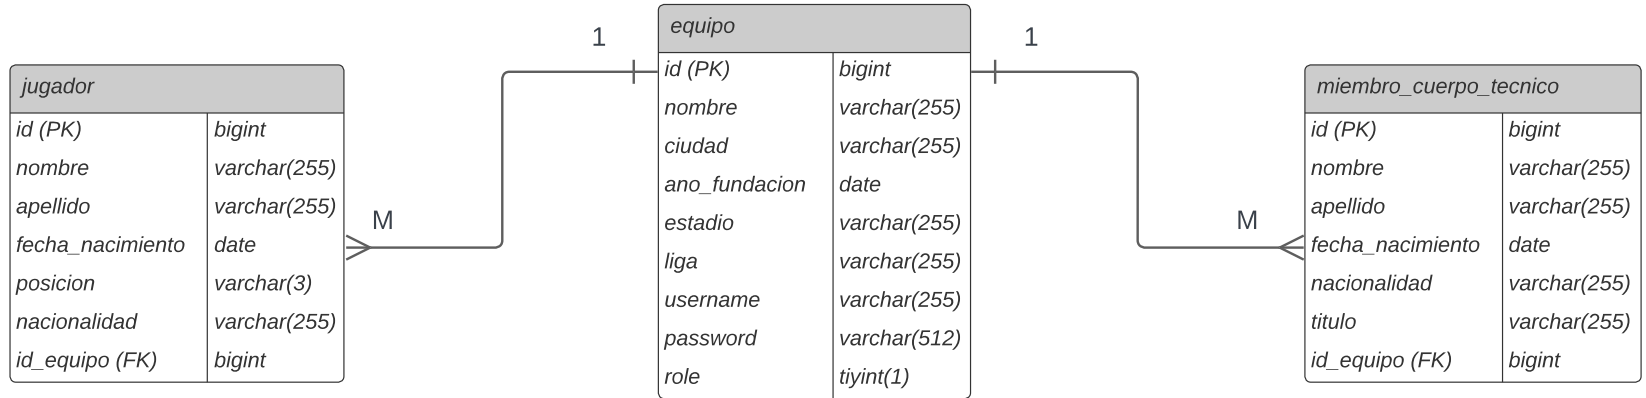 jugador
id (PK) bigint
nombre varchar(255)
apellido varchar(255)
fecha_nacimiento date
posicion varchar(3)
nacionalidad varchar(255)
id_equipo (FK) bigint
M
1
equipo
id (PK) bigint
nombre varchar(255)
ciudad varchar(255)
ano_fundacion date
estadio varchar(255)
liga varchar(255)
username varchar(255)
password varchar(512)
role tiyint(1)
1
M
miembro_cuerpo_tecnico
id (PK) bigint
nombre varchar(255)
apellido varchar(255)
fecha_nacimiento date
nacionalidad varchar(255)
titulo varchar(255)
id_equipo (FK) bigint